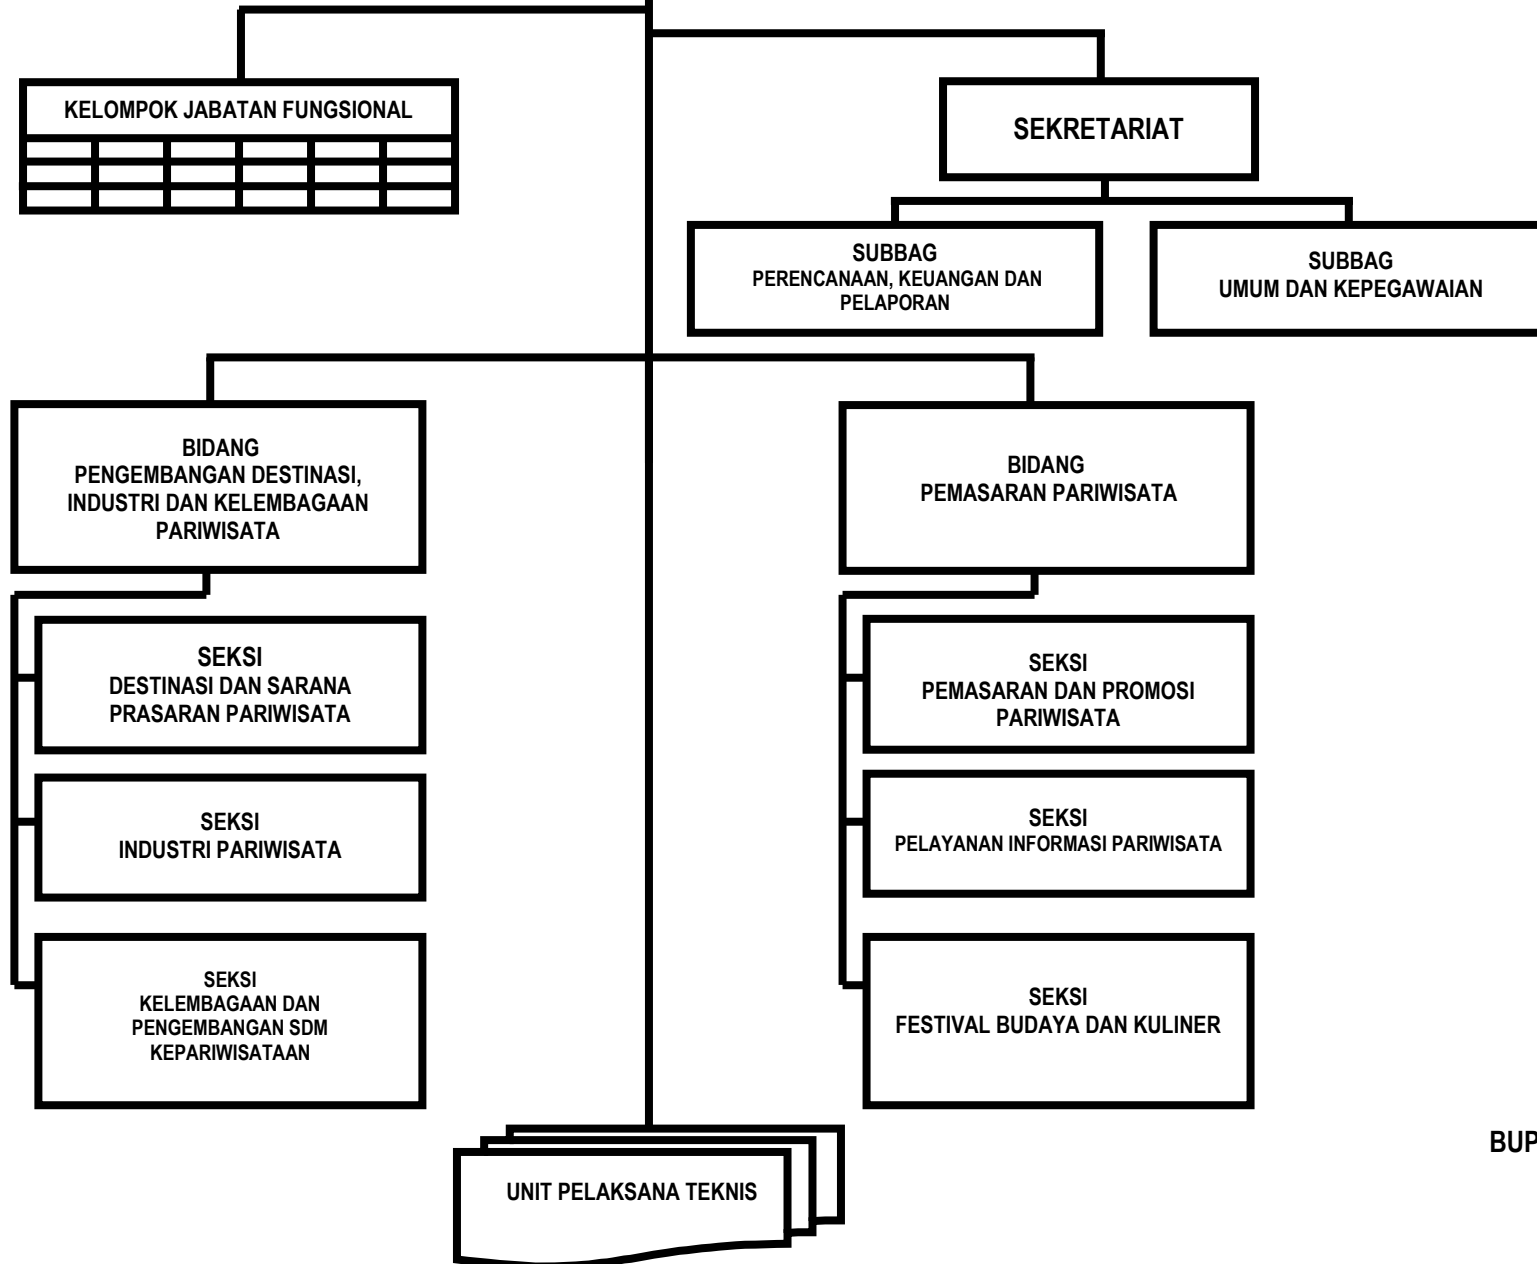 KELOMPOK JABATAN FUNGSIONAL
SEKRETARIAT
SUBBAG
PERENCANAAN, KEUANGAN DAN
PELAPORAN
SUBBAG
UMUM DAN KEPEGAWAIAN
BIDANG
PENGEMBANGAN DESTINASI,
INDUSTRI DAN KELEMBAGAAN
PARIWISATA
BIDANG
PEMASARAN PARIWISATA
SEKSI
DESTINASI DAN SARANA
PRASARAN PARIWISATA
SEKSI
INDUSTRI PARIWISATA
SEKSI
KELEMBAGAAN DAN
PENGEMBANGAN SDM
KEPARIWISATAAN
SEKSI
PEMASARAN DAN PROMOSI
PARIWISATA
SEKSI
PELAYANAN INFORMASI PARIWISATA
SEKSI
FESTIVAL BUDAYA DAN KULINER
UNIT PELAKSANA TEKNIS
BUP